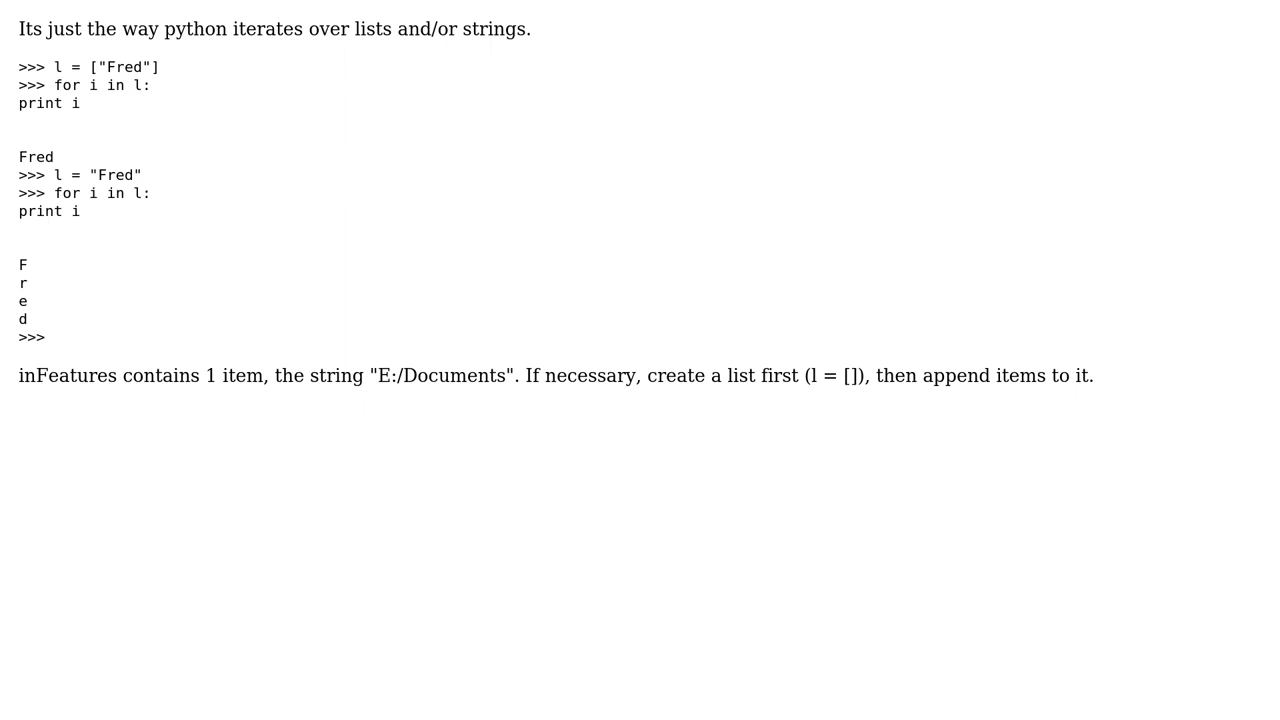 Its just the way python iterates over lists and/or strings.
>>> l = ["Fred"]
>>> for i in l:
print i
Fred
>>> l = "Fred"
>>> for i in l:
print i
F
r
e
d
>>>
inFeatures contains 1 item, the string "E:/Documents". If necessary, create a list first (l = []), then append items to it.